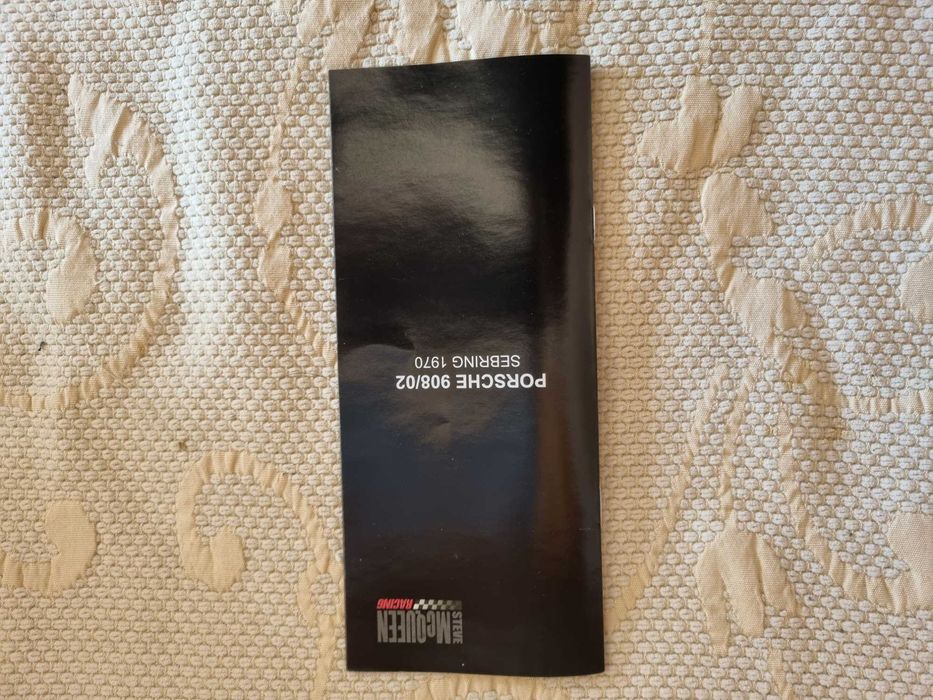 STEVE
McQUEEN
RACING
PORSCHE 908/02
SEBRING 1970